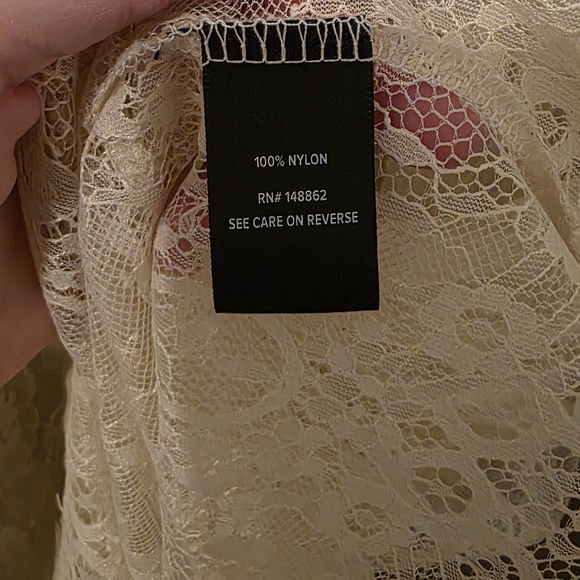 100% NYLON
RN# 148862
SEE CARE ON REVERSE